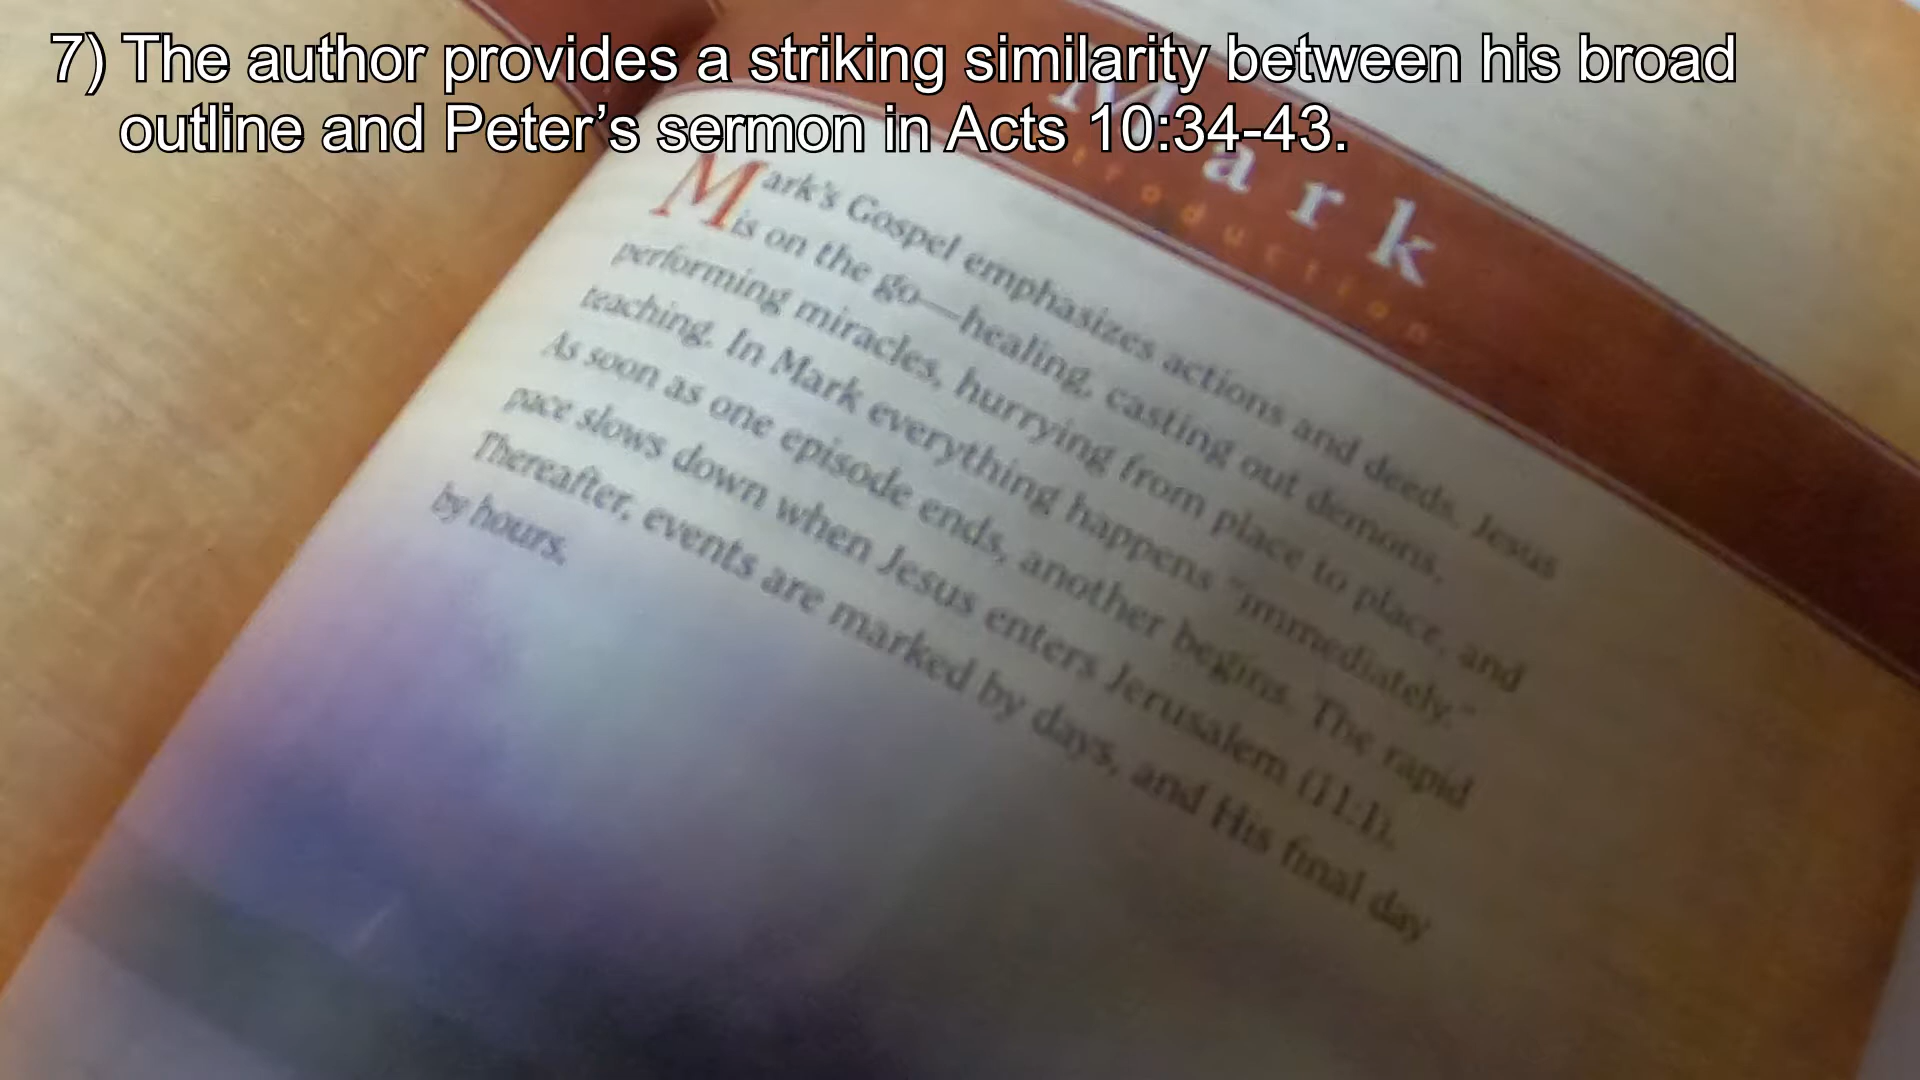 7) The author provides a striking similarity between his broad
outline and Peter’s sermon in Acts 10:34-43.
Mark
Introduction
Mark's Gospel emphasizes actions and deeds. Jesus
is on the go—healing, casting out demons,
performing miracles, hurrying from place to place, and
teaching. In Mark everything happens "immediately."
As soon as one episode ends, another begins. The rapid
pace slows down when Jesus enters Jerusalem (11:1).
Thereafter, events are marked by days, and His final day
by hours.